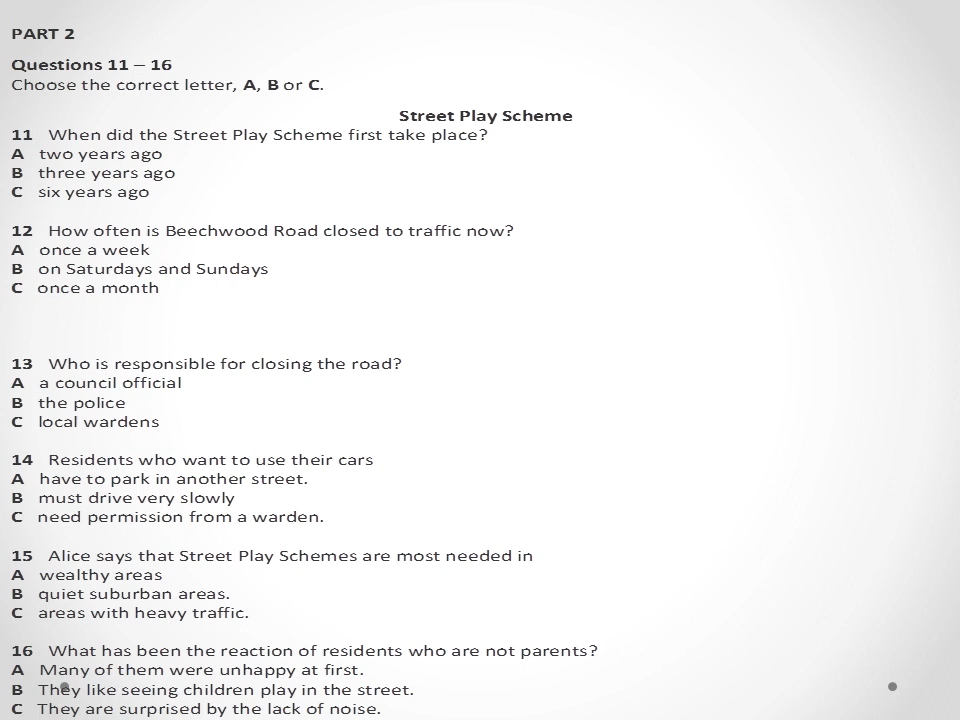 PART 2
Questions 11 – 16
Choose the correct letter, A, B or C.
Street Play Scheme
11 When did the Street Play Scheme first take place?
A two years ago
B three years ago
C six years ago
12 How often is Beechwood Road closed to traffic now?
A once a week
B on Saturdays and Sundays
C once a month
13 Who is responsible for closing the road?
A a council official
B the police
C local wardens
14 Residents who want to use their cars
A have to park in another street.
B must drive very slowly
C need permission from a warden.
15 Alice says that Street Play Schemes are most needed in
A wealthy areas
B quiet suburban areas.
C areas with heavy traffic.
16 What has been the reaction of residents who are not parents?
A Many of them were unhappy at first.
B They like seeing children play in the street.
C They are surprised by the lack of noise.